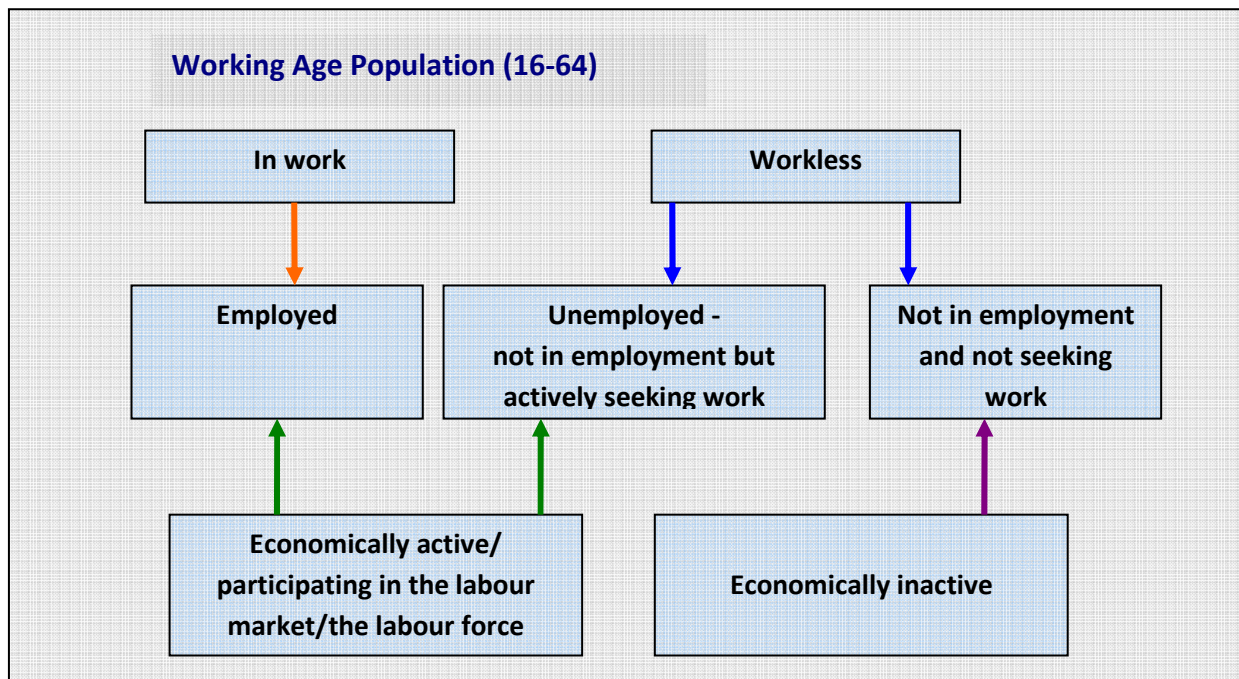 Working Age Population (16-64)
In work
Workless
Employed
Unemployed -
not in employment but
actively seeking work
Not in employment
and not seeking
work
Economically active/
participating in the labour
market/the labour force
Economically inactive